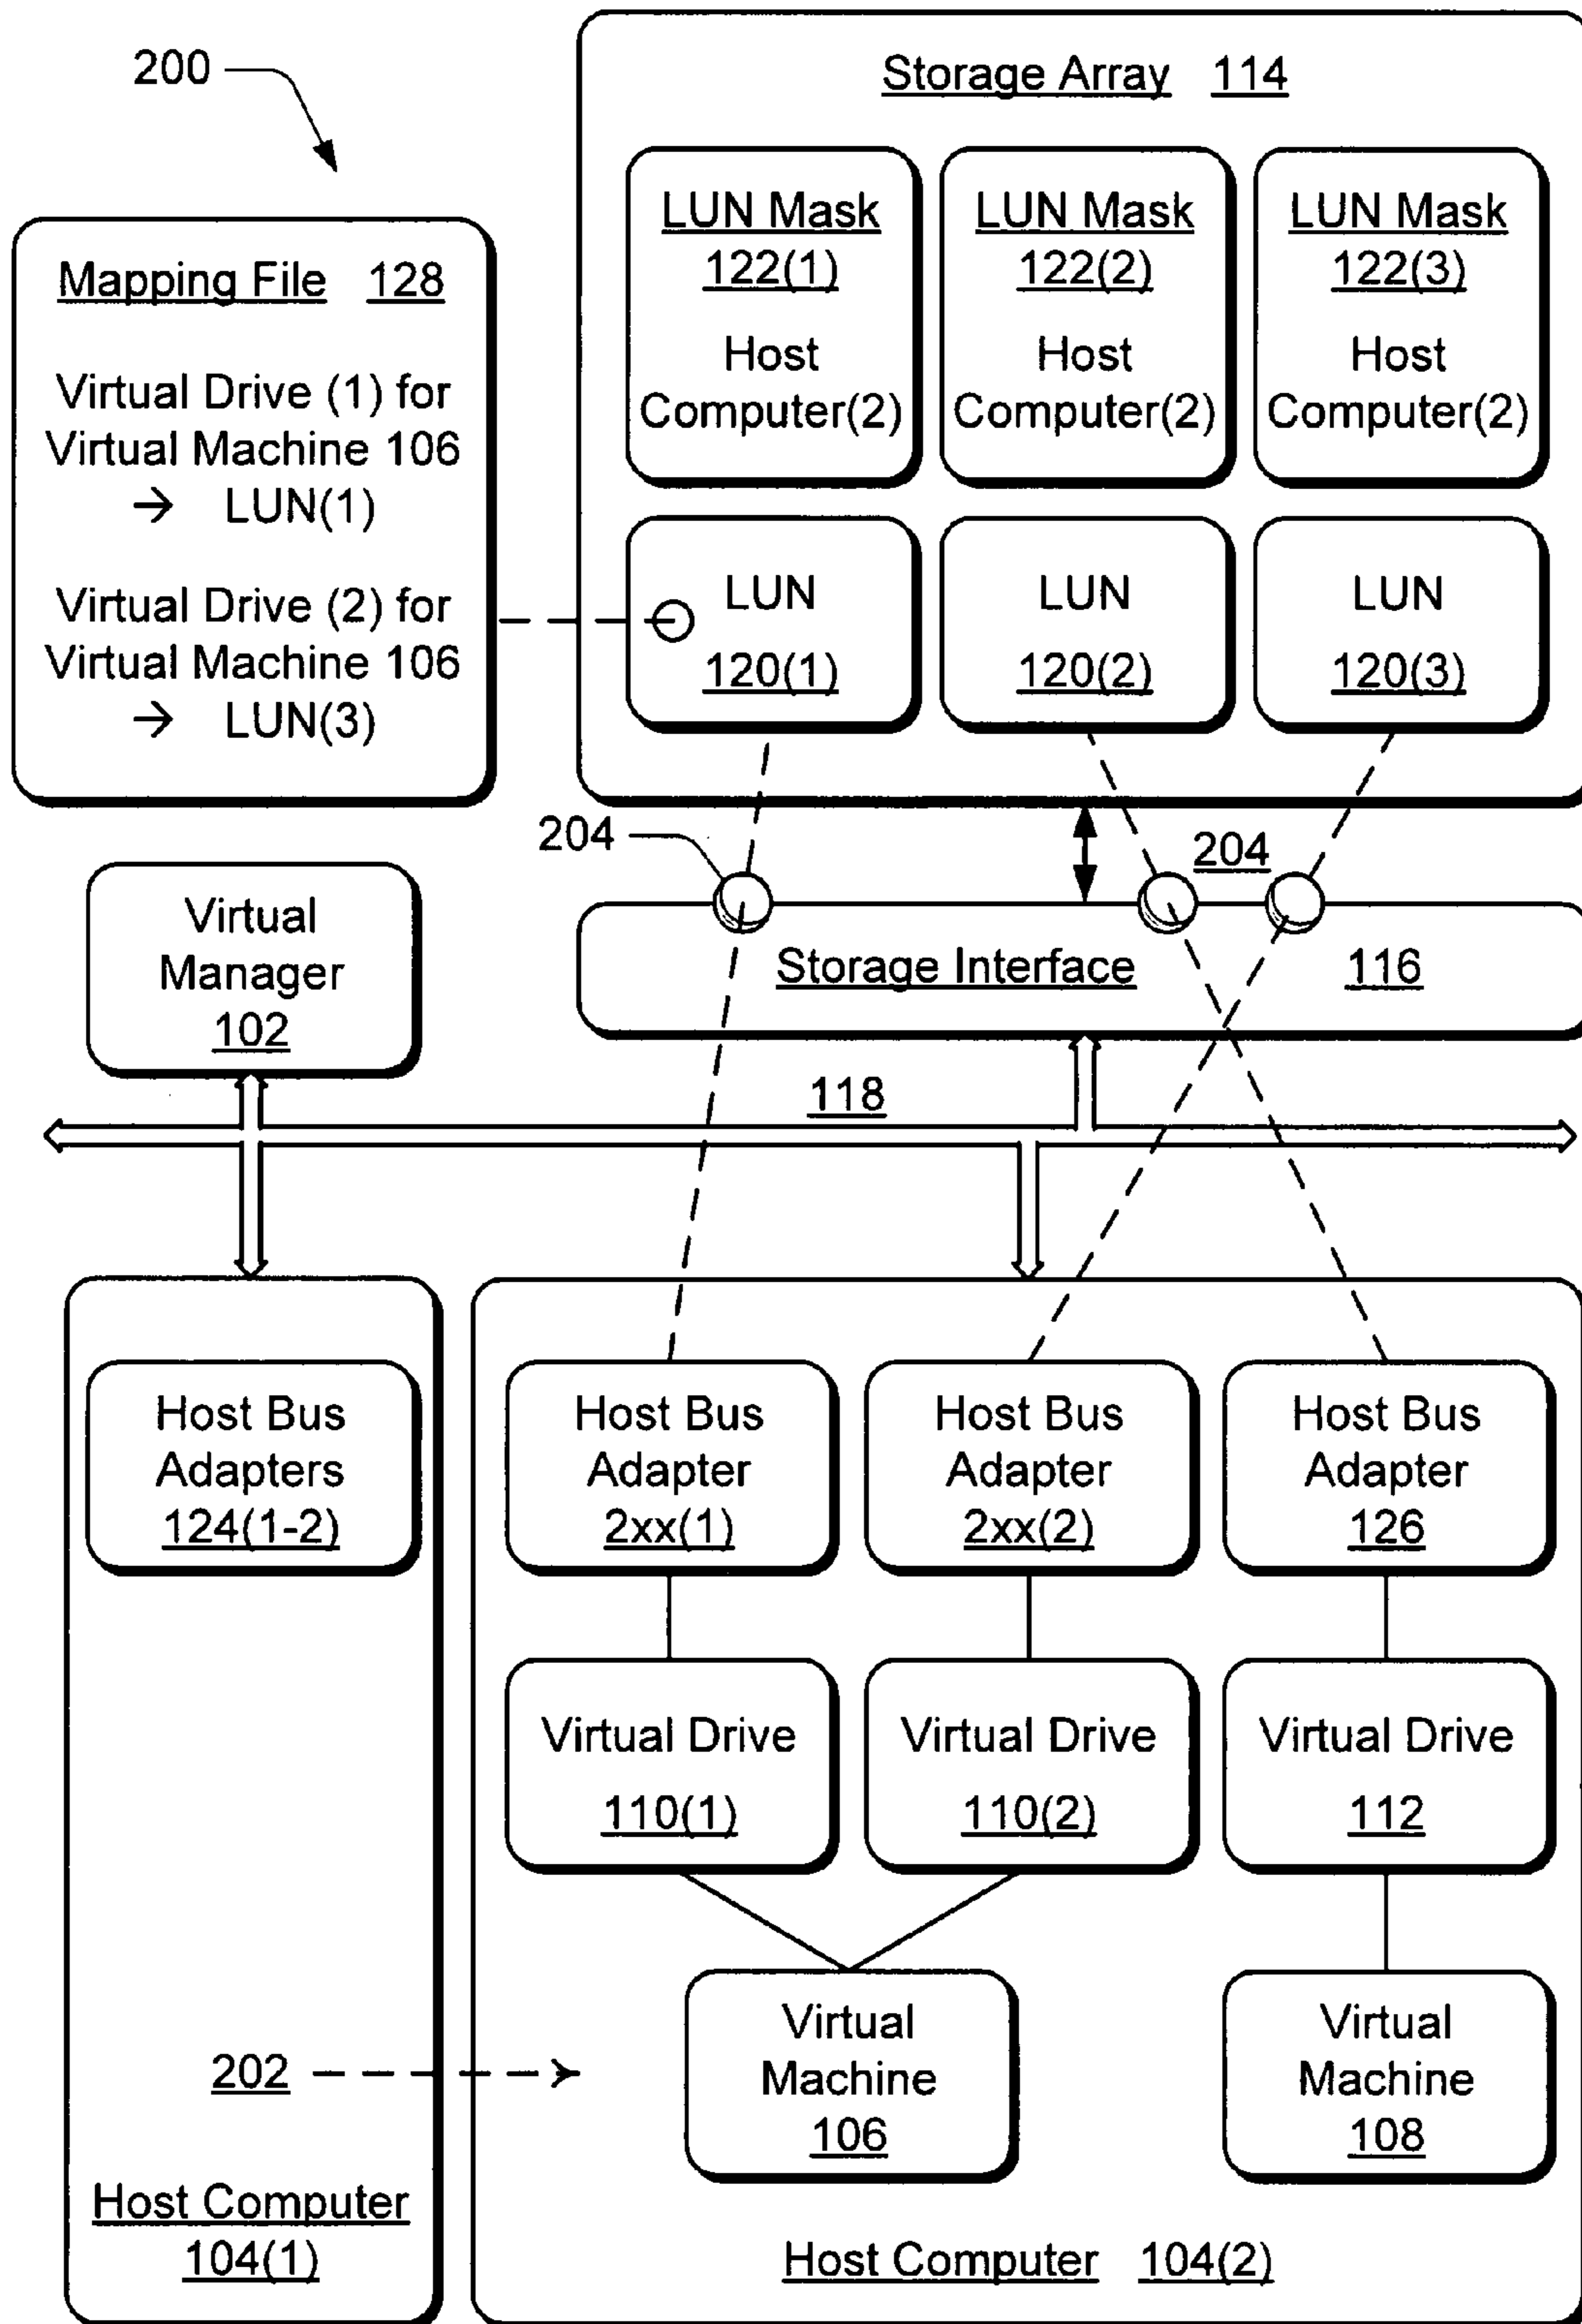 200
Storage Array 114
LUN Mask
122(1)
Host
Computer(2)
LUN Mask
122(2)
Host
Computer(2)
LUN Mask
122(3)
Host
Computer(2)
Mapping File 128
Virtual Drive (1) for
Virtual Machine 106
→ LUN(1)
Virtual Drive (2) for
Virtual Machine 106
→ LUN(3)
LUN
120(1)
LUN
120(2)
LUN
120(3)
204
204
Virtual
Manager
102
Storage Interface 116
118
Host Bus
Adapters
124(1-2)
Host Bus
Adapter
2xx(1)
Host Bus
Adapter
2xx(2)
Host Bus
Adapter
126
Virtual Drive
110(1)
Virtual Drive
110(2)
Virtual Drive
112
202
Virtual
Machine
106
Virtual
Machine
108
Host Computer
104(1)
Host Computer 104(2)